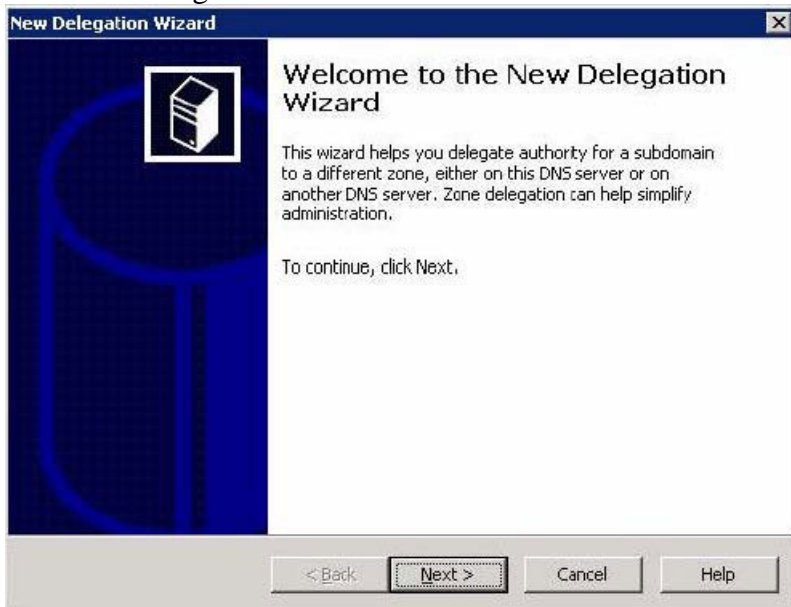 New Delegation Wizard
Welcome to the New Delegation
Wizard
This wizard helps you delegate authority for a subdomain
to a different zone, either on this DNS server or on
another DNS server. Zone delegation can help simplify
administration.
To continue, click Next.
< Back
Next >
Cancel
Help